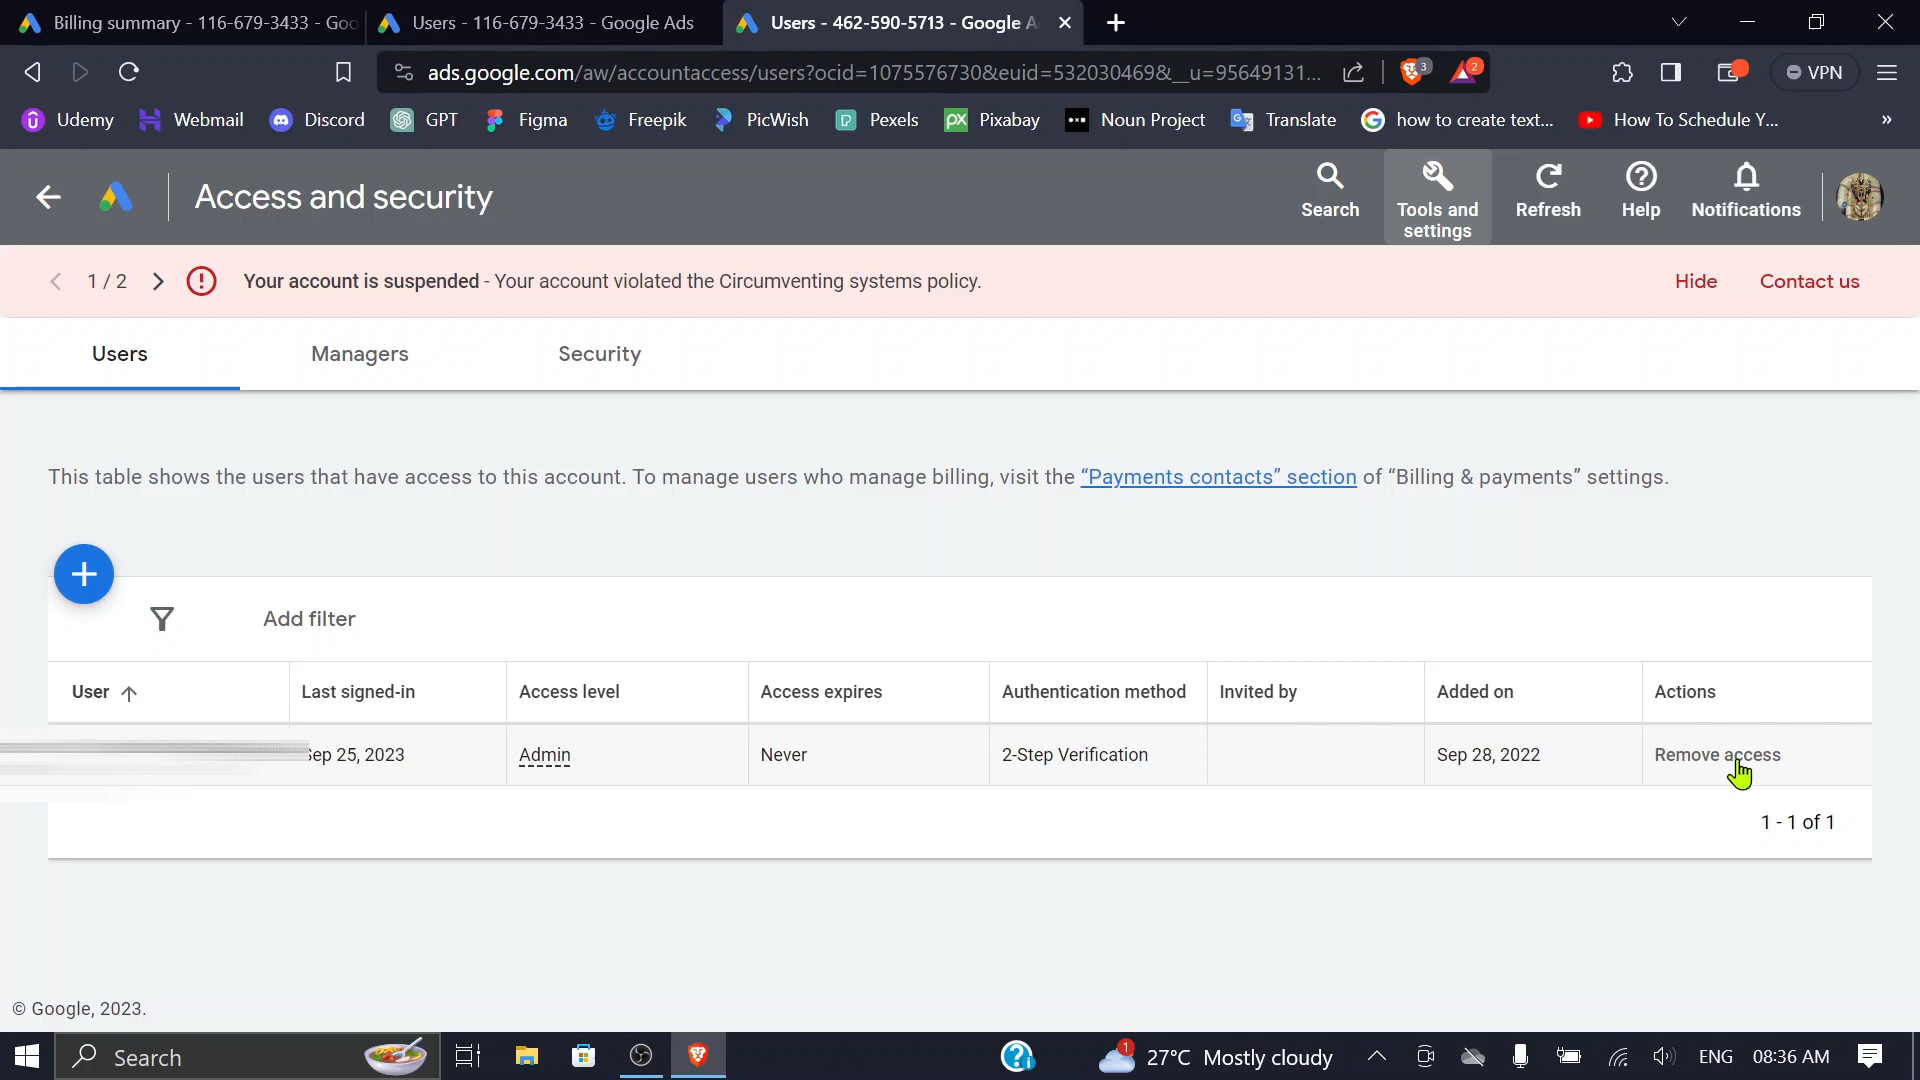 Billing summary - 116-679-3433 - Goo
Users - 116-679-3433 - Google Ads
Users - 462-590-5713 - Google A
ads.google.com/aw/accountaccess/users?ocid=1075576730&euid=532030469&__u=95649131...
3
2
VPN
Udemy
Webmail
Discord
GPT
Figma
Freepik
PicWish
Pexels
Pixabay
Noun Project
Translate
how to create text...
How To Schedule Y...
»
Access and security
Search
Tools and
settings
Refresh
Help
Notifications
1 / 2
Your account is suspended - Your account violated the Circumventing systems policy.
Hide
Contact us
Users
Managers
Security
This table shows the users that have access to this account. To manage users who manage billing, visit the “Payments contacts” section of “Billing & payments” settings.
Add filter
User
Last signed-in
Access level
Access expires
Authentication method
Invited by
Added on
Actions
Sep 25, 2023
Admin
Never
2-Step Verification
Sep 28, 2022
Remove access
1 - 1 of 1
© Google, 2023.
Search
1
27°C Mostly cloudy
ENG
08:36 AM